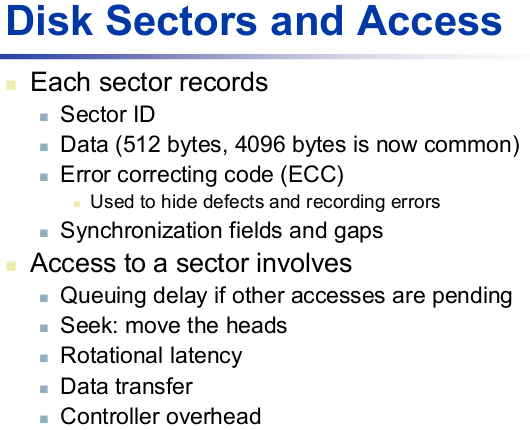 Disk Sectors and Access
Each sector records
Sector ID
Data (512 bytes, 4096 bytes is now common)
Error correcting code (ECC)
Used to hide defects and recording errors
Synchronization fields and gaps
Access to a sector involves
Queuing delay if other accesses are pending
Seek: move the heads
Rotational latency
Data transfer
Controller overhead